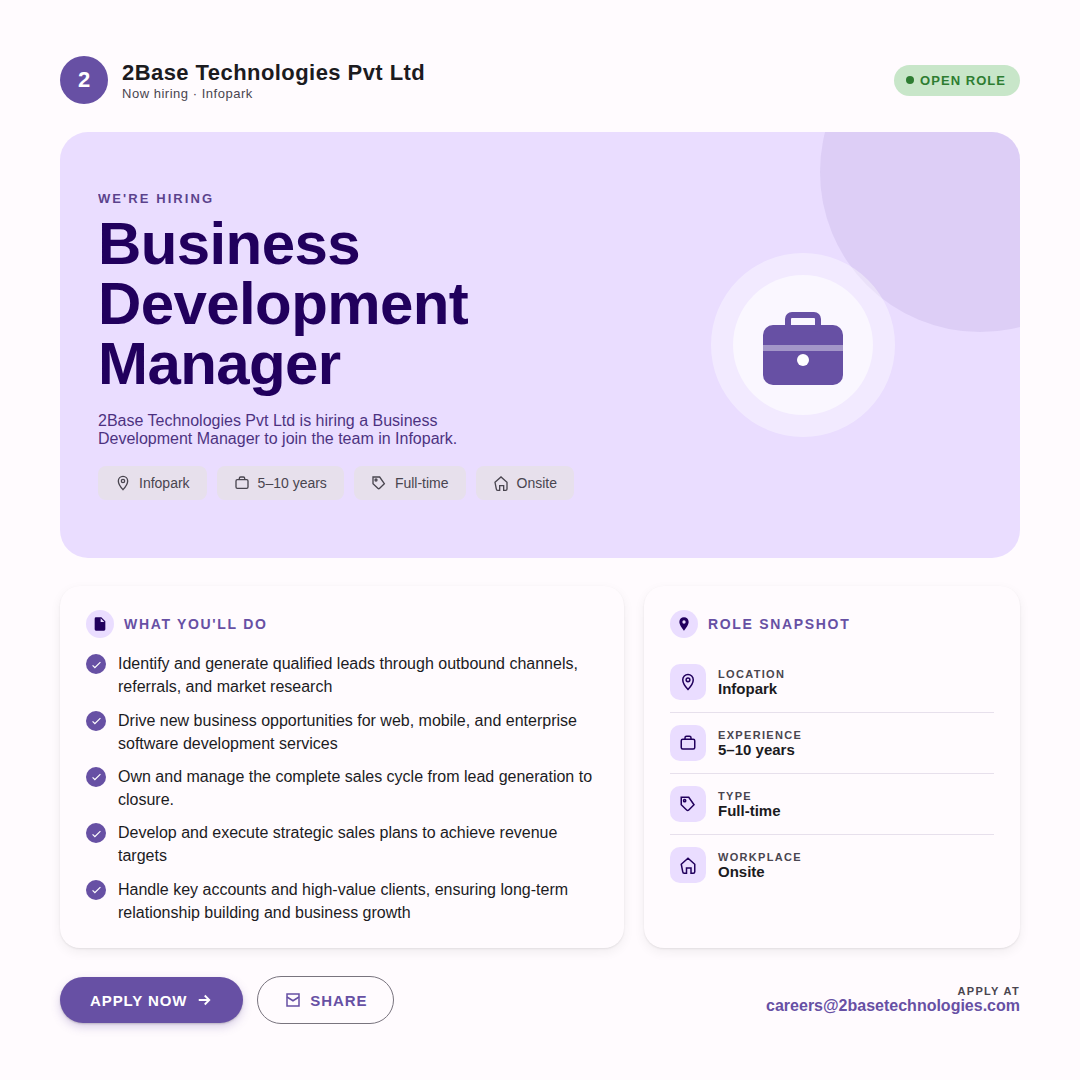 2
2Base Technologies Pvt Ltd
Now hiring · Infopark
OPEN ROLE
WE'RE HIRING
Business
Development
Manager
2Base Technologies Pvt Ltd is hiring a Business
Development Manager to join the team in Infopark.
Infopark
5–10 years
Full-time
Onsite
WHAT YOU'LL DO
Identify and generate qualified leads through outbound channels,
referrals, and market research
Drive new business opportunities for web, mobile, and enterprise
software development services
Own and manage the complete sales cycle from lead generation to
closure.
Develop and execute strategic sales plans to achieve revenue
targets
Handle key accounts and high-value clients, ensuring long-term
relationship building and business growth
ROLE SNAPSHOT
LOCATION
Infopark
EXPERIENCE
5–10 years
TYPE
Full-time
WORKPLACE
Onsite
APPLY NOW
SHARE
APPLY AT
careers@2basetechnologies.com